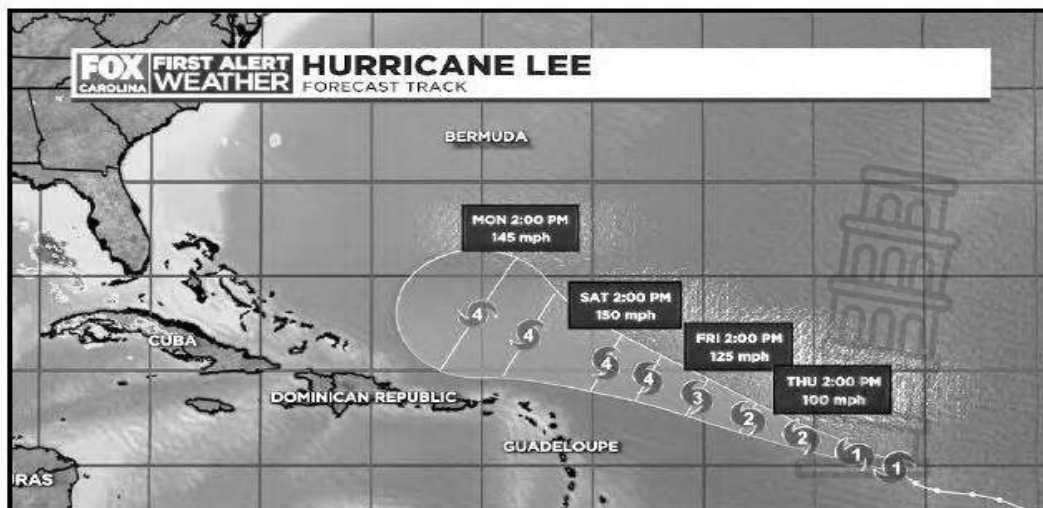 FOX
CAROLINA
FIRST ALERT
WEATHER
HURRICANE LEE
FORECAST TRACK
BERMUDA
MON 2:00 PM
145 mph
SAT 2:00 PM
150 mph
FRI 2:00 PM
125 mph
THU 2:00 PM
100 mph
4
4
4
4
3
2
2
1
1
CUBA
DOMINICAN REPUBLIC
GUADELOUPE
URAS